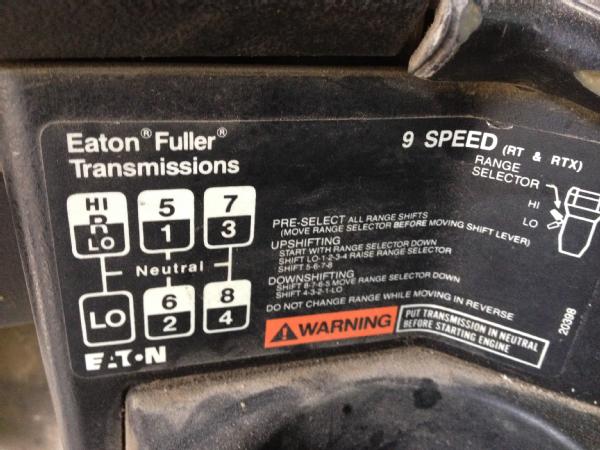 Eaton® Fuller®
Transmissions
9 SPEED (RT & RTX)
RANGE
SELECTOR
HI
LO
HI
R
LO
5
1
7
3
Neutral
LO
6
2
8
4
PRE-SELECT ALL RANGE SHIFTS
(MOVE RANGE SELECTOR BEFORE MOVING SHIFT LEVER)
UPSHIFTING
START WITH RANGE SELECTOR DOWN
SHIFT LO-1-2-3-4 RAISE RANGE SELECTOR
SHIFT 5-6-7-8
DOWNSHIFTING
SHIFT 8-7-6-5 MOVE RANGE SELECTOR DOWN
SHIFT 4-3-2-1-LO
DO NOT CHANGE RANGE WHILE MOVING IN REVERSE
WARNING
PUT TRANSMISSION IN NEUTRAL
BEFORE STARTING ENGINE
20398
EATON